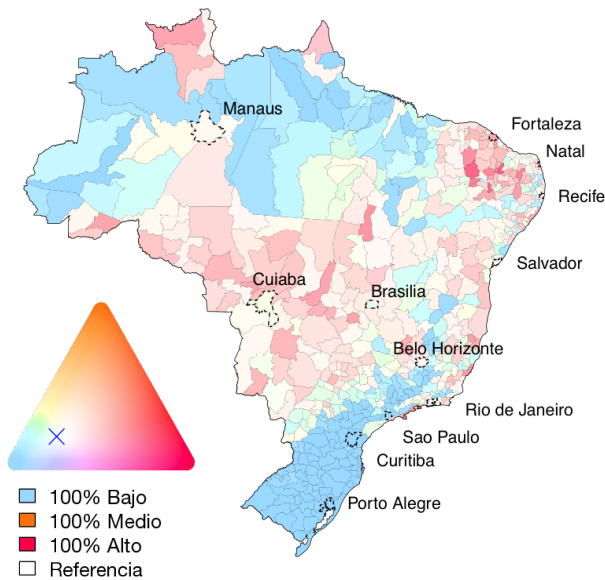 Manaus
Fortaleza
Natal
Recife
Salvador
Cuiaba
Brasilia
Belo Horizonte
Rio de Janeiro
Sao Paulo
Curitiba
Porto Alegre
100% Bajo
100% Medio
100% Alto
Referencia